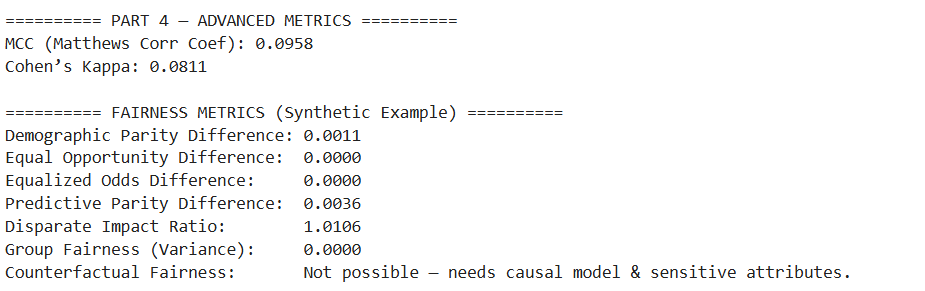 ========== PART 4 — ADVANCED METRICS ==========
MCC (Matthews Corr Coef): 0.0958
Cohen’s Kappa: 0.0811
========== FAIRNESS METRICS (Synthetic Example) ==========
Demographic Parity Difference: 0.0011
Equal Opportunity Difference:  0.0000
Equalized Odds Difference:     0.0000
Predictive Parity Difference:  0.0036
Disparate Impact Ratio:        1.0106
Group Fairness (Variance):     0.0000
Counterfactual Fairness:       Not possible — needs causal model & sensitive attributes.